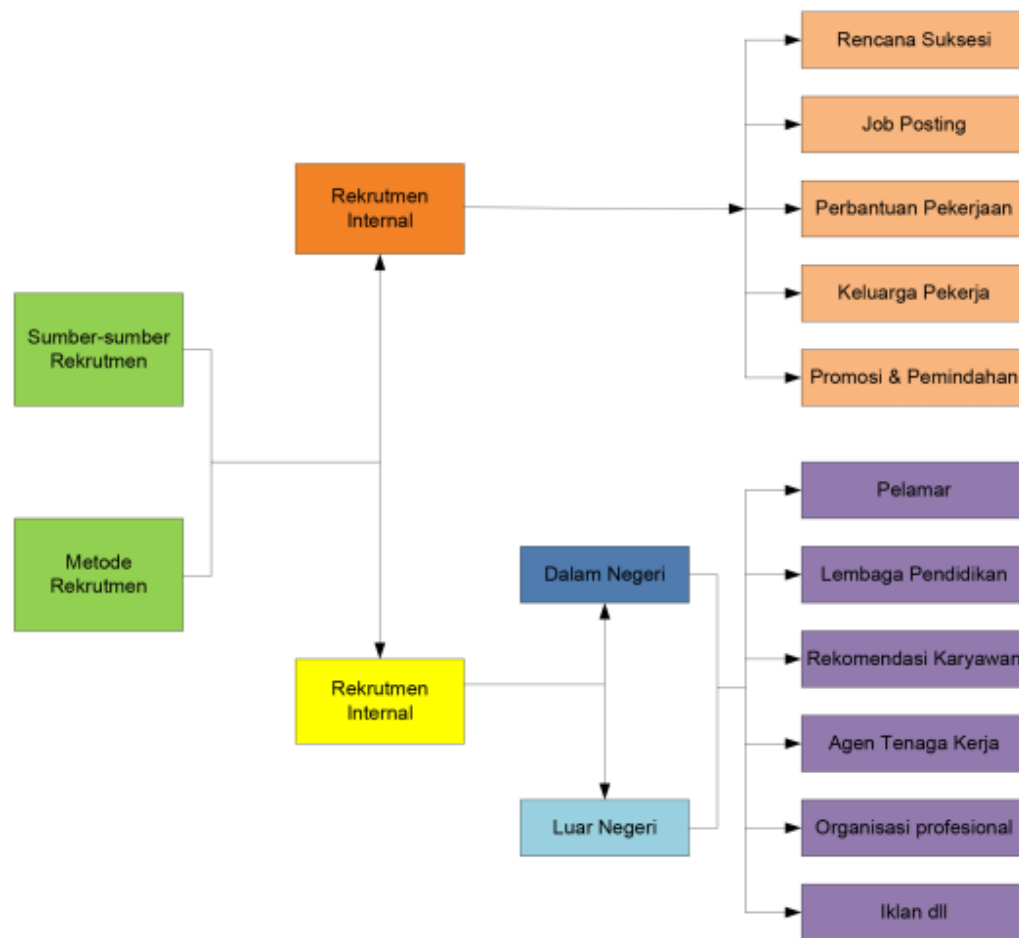 Rencana Suksesi
Job Posting
Rekrutmen
Internal
Perbantuan Pekerjaan
Keluarga Pekerja
Sumber-sumber
Rekrutmen
Promosi & Pemindahan
Pelamar
Metode
Rekrutmen
Dalam Negeri
Lembaga Pendidikan
Rekrutmen
Internal
Rekomendasi Karyawan
Agen Tenaga Kerja
Luar Negeri
Organisasi profesional
Iklan dll